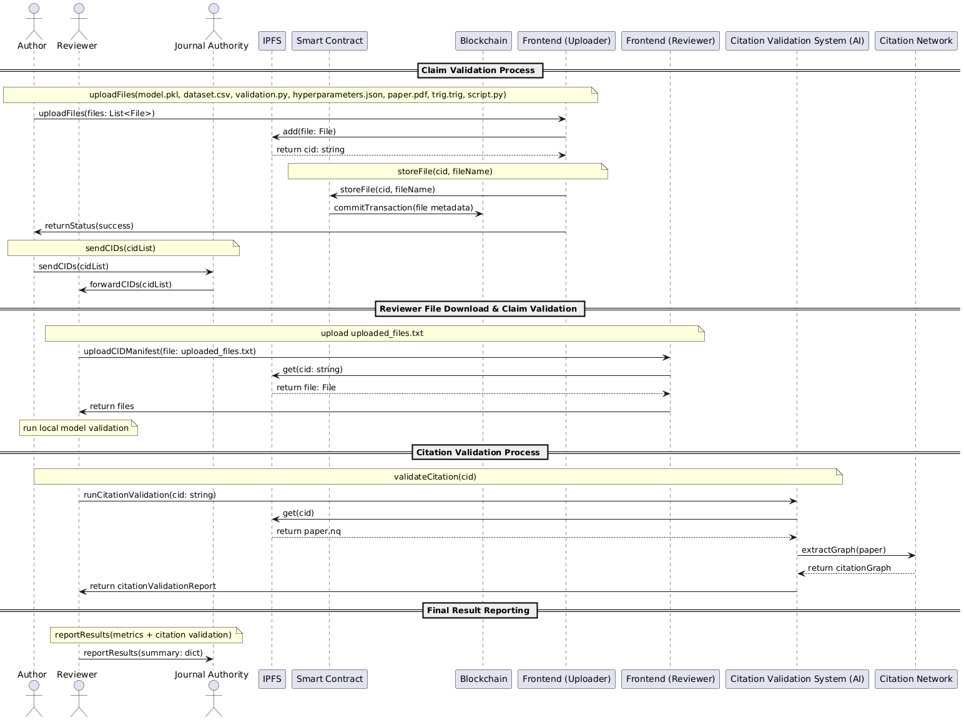 Author
Reviewer
Journal Authority
IPFS
Smart Contract
Blockchain
Frontend (Uploader)
Frontend (Reviewer)
Citation Validation System (AI)
Citation Network
Claim Validation Process
uploadFiles(model.pkl, dataset.csv, validation.py, hyperparameters.json, paper.pdf, trig.trig, script.py)
uploadFiles(files: List<File>)
add(file: File)
return cid: string
storeFile(cid, fileName)
storeFile(cid, fileName)
commitTransaction(file metadata)
returnStatus(success)
sendCIDs(cidList)
sendCIDs(cidList)
forwardCIDs(cidList)
Reviewer File Download & Claim Validation
upload uploaded_files.txt
uploadCIDManifest(file: uploaded_files.txt)
get(cid: string)
return file: File
return files
run local model validation
Citation Validation Process
validateCitation(cid)
runCitationValidation(cid: string)
get(cid)
return paper.nq
extractGraph(paper)
return citationGraph
return citationValidationReport
Final Result Reporting
reportResults(metrics + citation validation)
reportResults(summary: dict)
Author
Reviewer
Journal Authority
IPFS
Smart Contract
Blockchain
Frontend (Uploader)
Frontend (Reviewer)
Citation Validation System (AI)
Citation Network